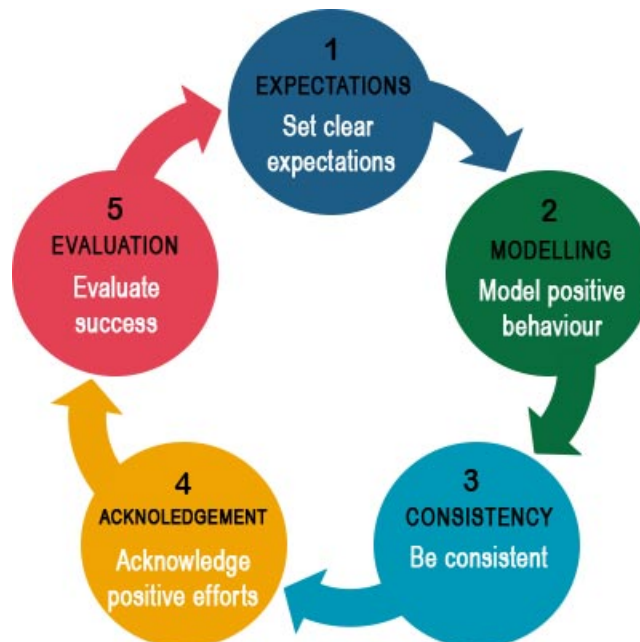 1
EXPECTATIONS
Set clear
expectations
2
MODELLING
Model positive
behaviour
3
CONSISTENCY
Be consistent
4
ACKNOLEDGEMENT
Acknowledge
positive efforts
5
EVALUATION
Evaluate
success